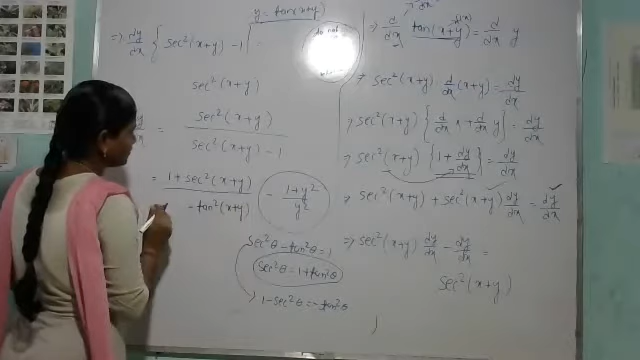 y = tan(x+y)
⇒ dy/dx { sec²(x+y) − 1 } =
sec²(x+y)
= sec²(x+y) / sec²(x+y) − 1
= 1 + sec²(x+y) / − tan²(x+y)
− 1+y² / y²
do not
sec²θ − tan²θ = 1
sec²θ = 1+tan²θ
1 − sec²θ = −tan²θ
⇒ d/dx tan(x+y) = d/dx y
⇒ sec²(x+y) d/dx (x+y) = dy/dx
⇒ sec²(x+y) { d/dx x + d/dx y } = dy/dx
⇒ sec²(x+y) { 1 + dy/dx } = dy/dx
⇒ sec²(x+y) + sec²(x+y) dy/dx = dy/dx
⇒ sec²(x+y) dy/dx − dy/dx =
sec²(x+y)